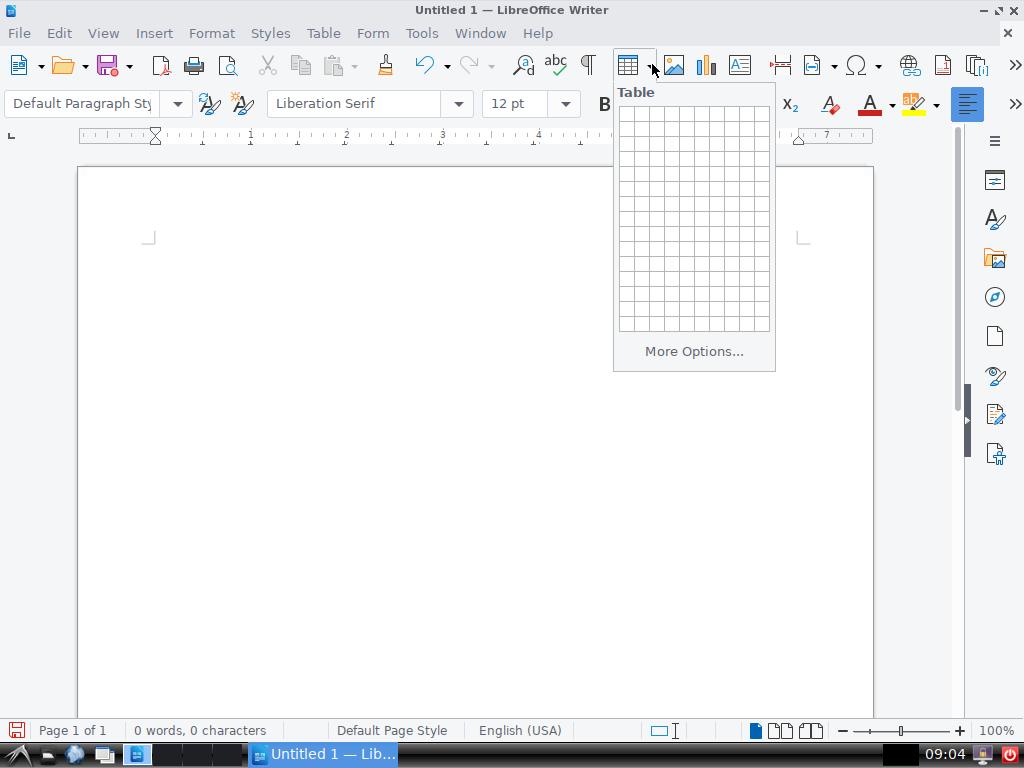 Untitled 1 — LibreOffice Writer
File Edit View Insert Format Styles Table Form Tools Window Help
Default Paragraph Sty Liberation Serif 12 pt B X₂
Table
1 2 3 4 7
More Options...
Page 1 of 1 0 words, 0 characters Default Page Style English (USA) 100%
Untitled 1 — Lib... 09:04